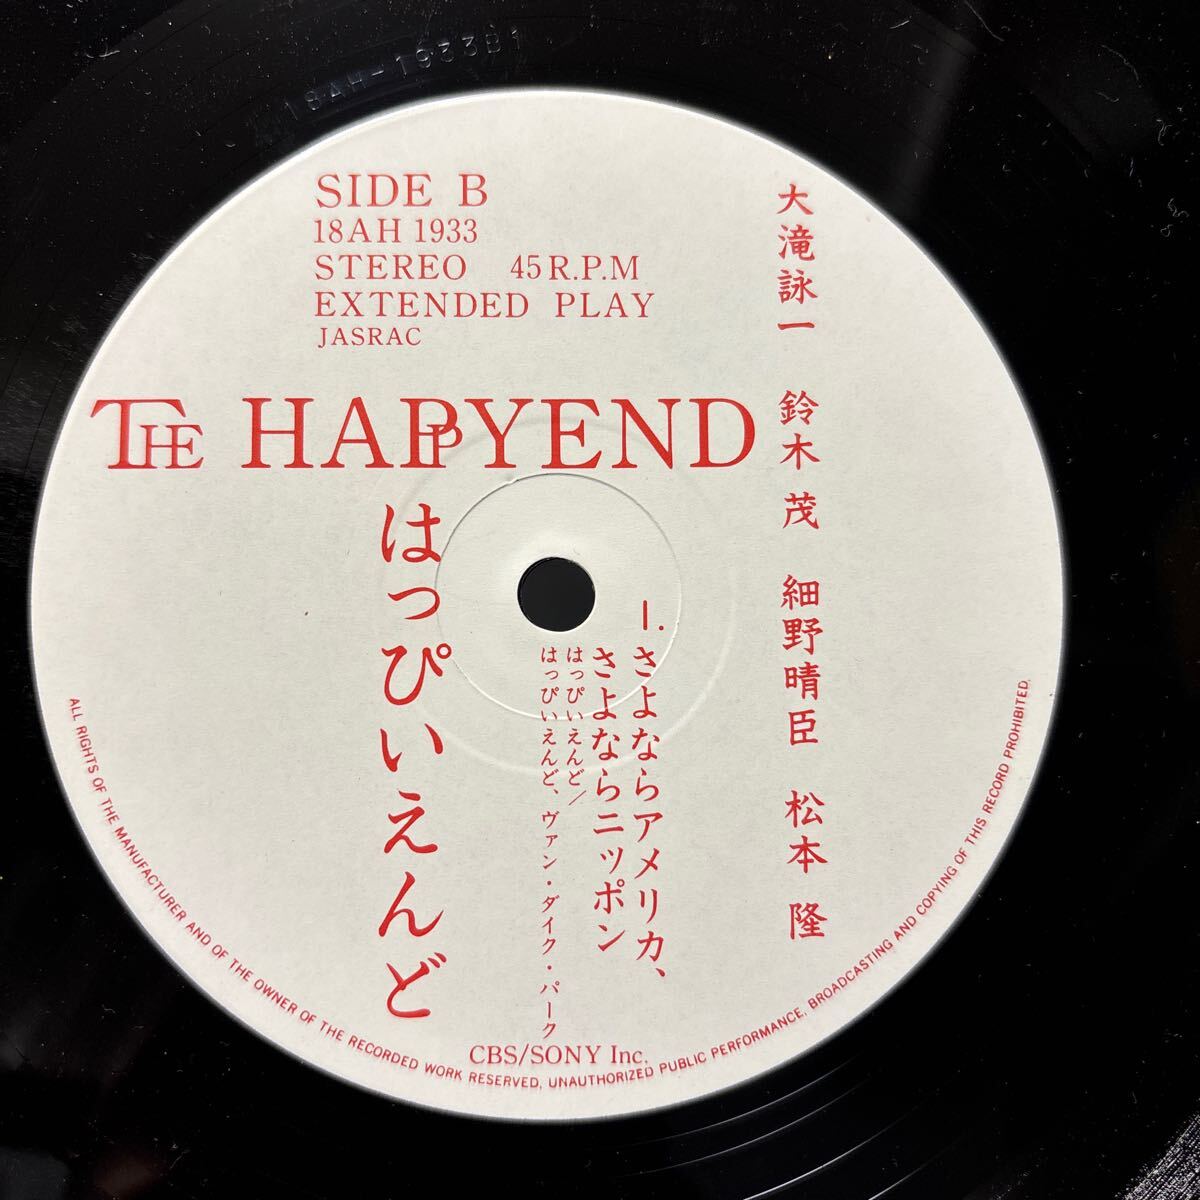 18AH-1933B1
SIDE B
18AH 1933
STEREO 45 R.P.M
EXTENDED PLAY
JASRAC
THE HAPPYEND
大滝詠一 鈴木茂 細野晴臣 松本隆
1. さよならアメリカ、
さよならニッポン
はっぴいえんど/
はっぴいえんど、ヴァン・ダイク・パーク
はっぴいえんど
CBS/SONY Inc.
ALL RIGHTS OF THE MANUFACTURER AND OF THE OWNER OF THE RECORDED WORK RESERVED, UNAUTHORIZED PUBLIC PERFORMANCE, BROADCASTING AND COPYING OF THIS RECORD PROHIBITED.